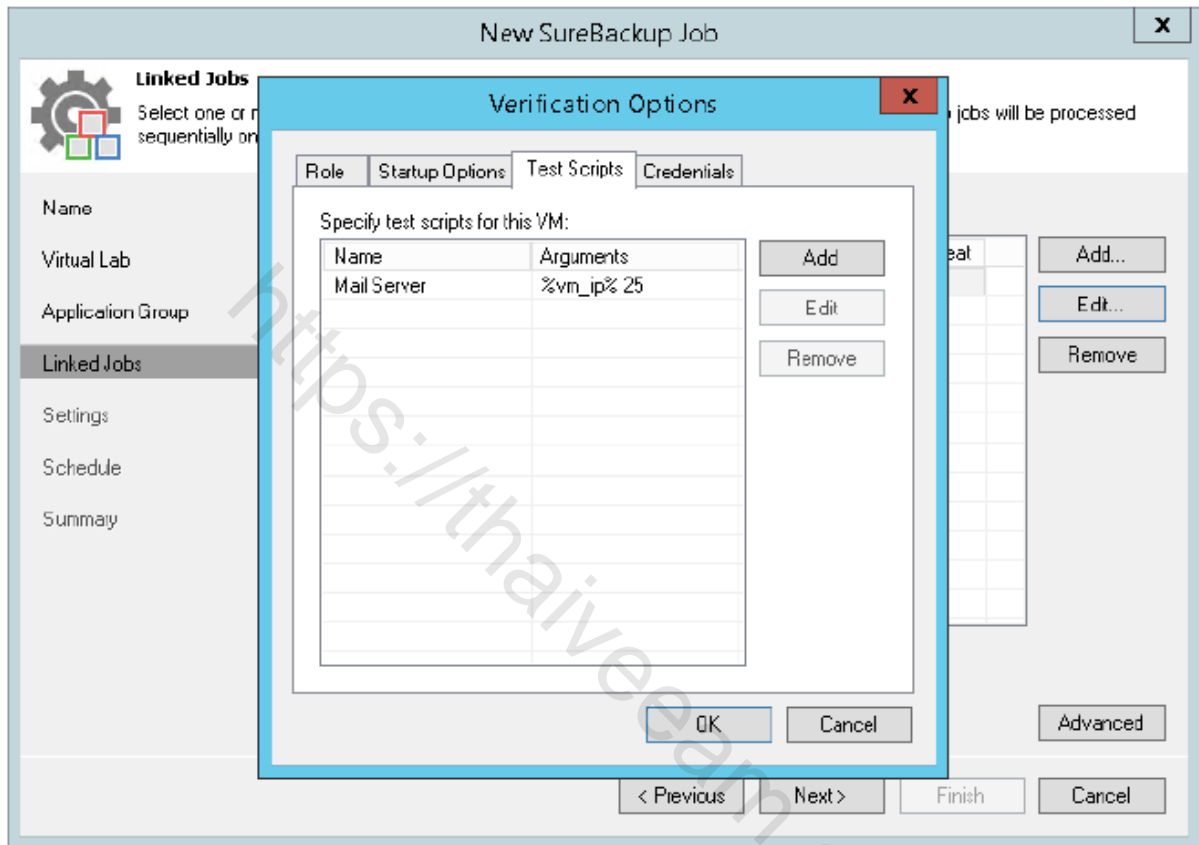 New SureBackup Job
x
Linked Jobs
Select one or
jobs will be processed
sequentially on
Verification Options
x
Role
Startup Options
Test Scripts
Credentials
Name
Virtual Lab
Application Group
Linked Jobs
Settings
Schedule
Summary
Specify test scripts for this VM:
Name
Arguments
Mail Server
%vm_ip% 25
Add
Edit
Remove
Add...
Edit...
Remove
OK
Cancel
Advanced
< Previous
Next >
Finish
Cancel
https://thaiveeam